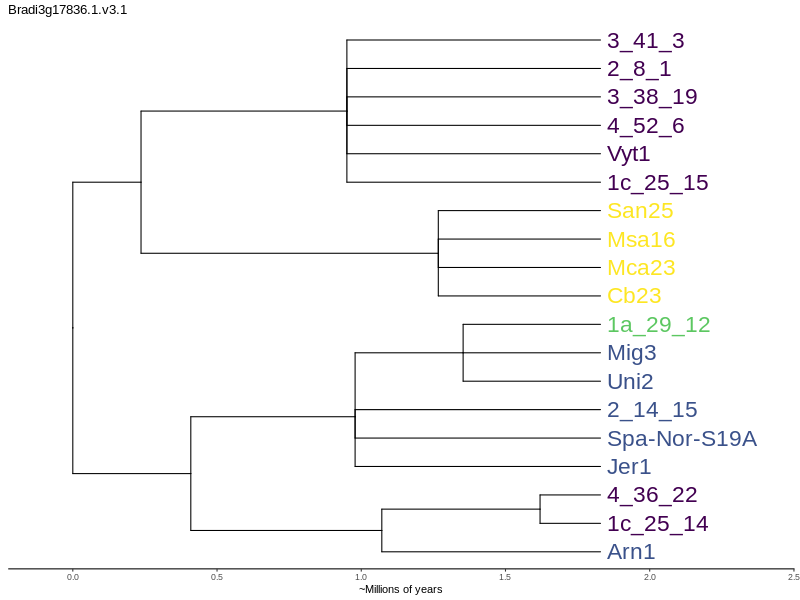 Bradi3g17836.1.v3.1
3_41_3
2_8_1
3_38_19
4_52_6
Vyt1
1c_25_15
San25
Msa16
Mca23
Cb23
1a_29_12
Mig3
Uni2
2_14_15
Spa-Nor-S19A
Jer1
4_36_22
1c_25_14
Arn1
0.0 0.5 1.0 1.5 2.0 2.5
~Millions of years